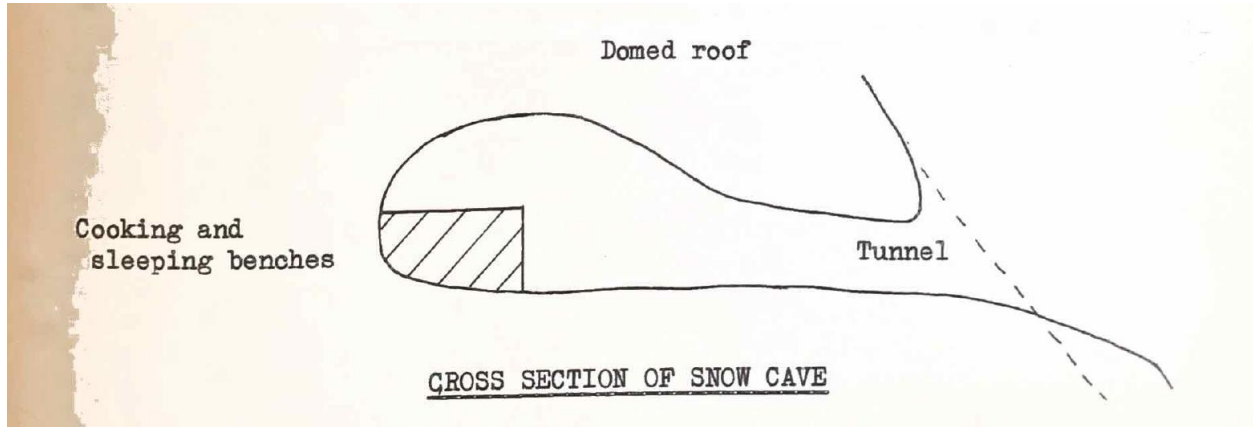 Domed roof
Cooking and
sleeping benches
Tunnel
CROSS SECTION OF SNOW CAVE